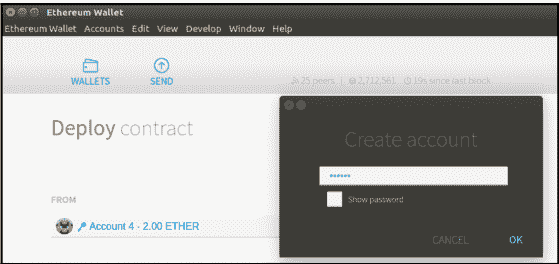 Ethereum Wallet
Ethereum Wallet Accounts Edit View Develop Window Help
WALLETS
SEND
25 peers | 2,712,561 19s since last block
Deploy contract
Create account
••••••
Show password
FROM
Account 4 - 2.00 ETHER
CANCEL OK